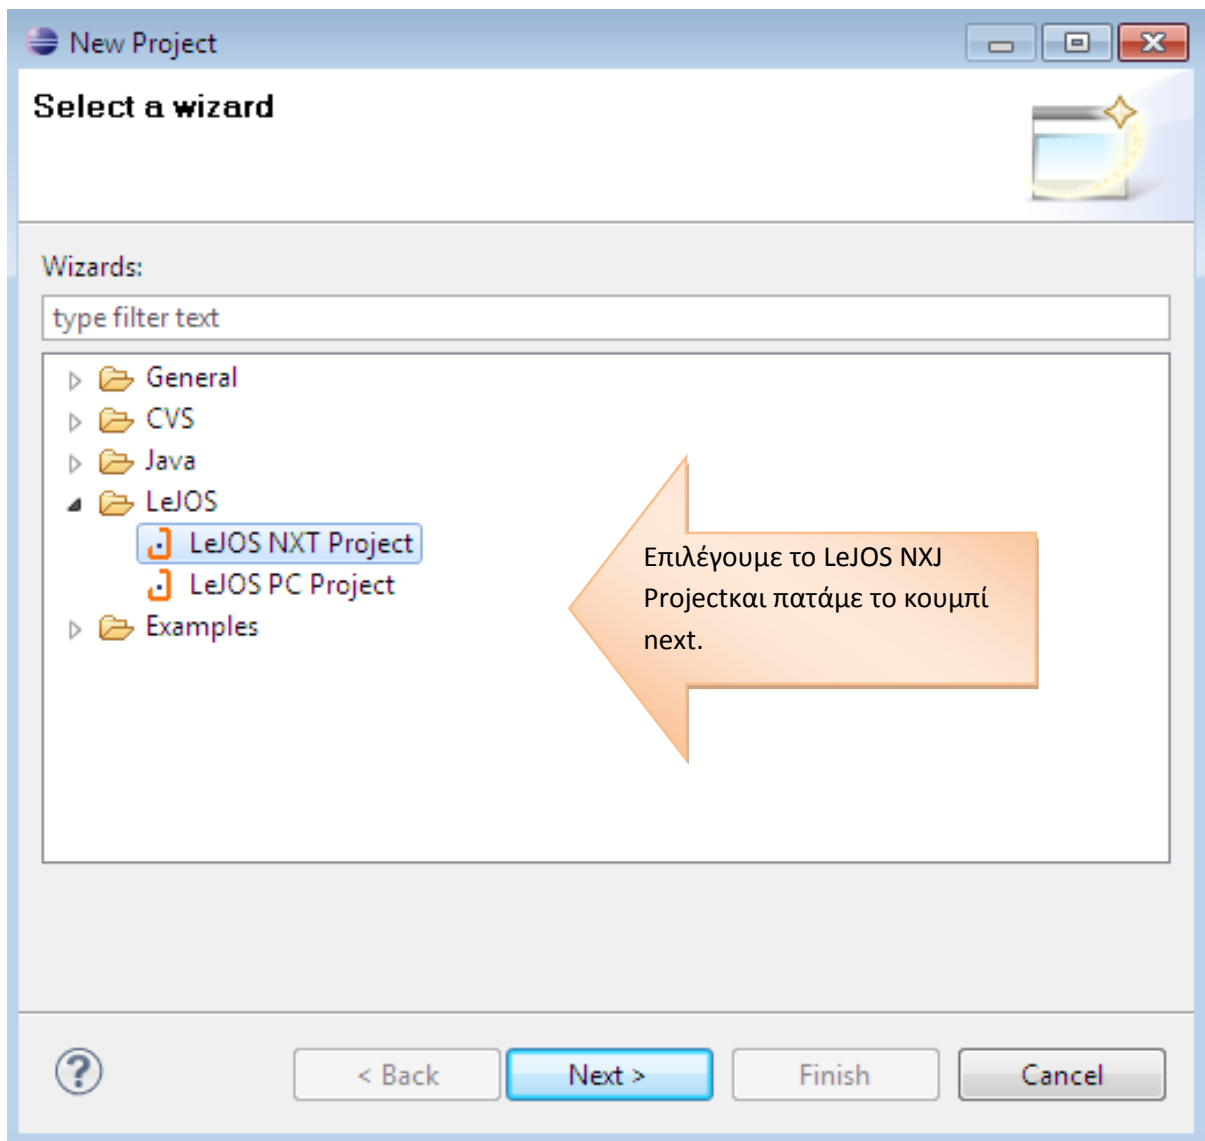 New Project
Select a wizard
Wizards:
type filter text
General
CVS
Java
LeJOS
LeJOS NXT Project
LeJOS PC Project
Examples
Επιλέγουμε το LeJOS NXJ
Projectκαι πατάμε το κουμπί
next.
?
< Back
Next >
Finish
Cancel